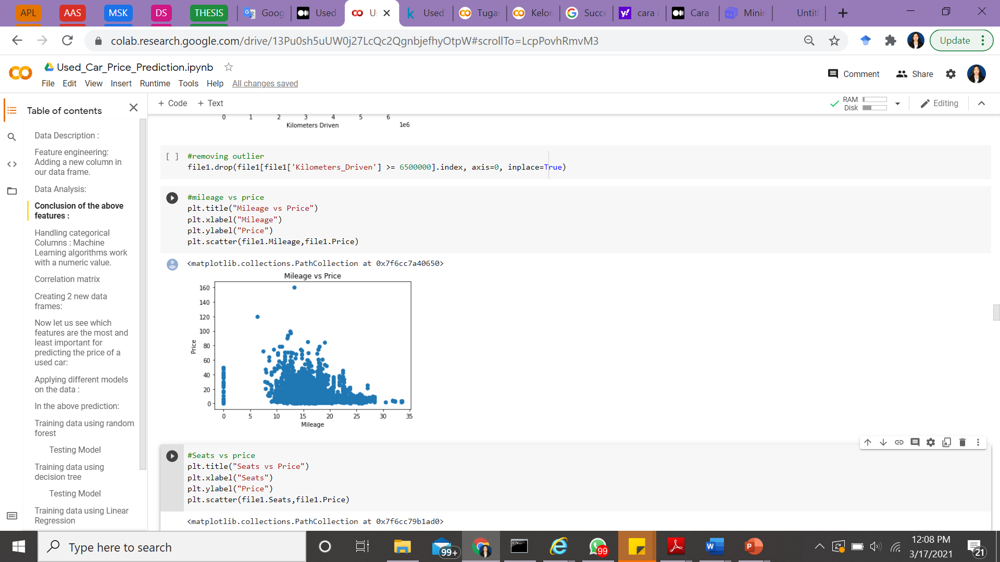 APL
AAS
MSK
DS
THESIS
Goog
Used
U
Used
Tuga
Kelon
Succe
cara
Cara
Minir
Untitl
colab.research.google.com/drive/13Pu0sh5uUW0j27LcQc2QgnbjefhyOtpW#scrollTo=LcpPovhRmvM3
Update
Used_Car_Price_Prediction.ipynb
File Edit View Insert Runtime Tools Help All changes saved
Comment
Share
Table of contents
Data Description :
Feature engineering:
Adding a new column in
our data frame.
Data Analysis:
Conclusion of the above
features :
Handling categorical
Columns : Machine
Learning algorithms work
with a numeric value.
Correlation matrix
Creating 2 new data
frames:
Now let us see which
features are the most and
least important for
predicting the price of a
used car:
Applying different models
on the data :
In the above prediction:
Training data using random
forest
Testing Model
Training data using
decision tree
Testing Model
Training data using Linear
Regression
+ Code + Text
RAM
Disk
Editing
0 1 2 3 4 5 6
Kilometers Driven 1e6
[ ] #removing outlier
file1.drop(file1[file1['Kilometers_Driven'] >= 6500000].index, axis=0, inplace=True)
#mileage vs price
plt.title("Mileage vs Price")
plt.xlabel("Mileage")
plt.ylabel("Price")
plt.scatter(file1.Mileage,file1.Price)
<matplotlib.collections.PathCollection at 0x7f6cc7a40650>
Mileage vs Price
160
140
120
100
80
60
40
20
0
Price
0 5 10 15 20 25 30 35
Mileage
#Seats vs price
plt.title("Seats vs Price")
plt.xlabel("Seats")
plt.ylabel("Price")
plt.scatter(file1.Seats,file1.Price)
<matplotlib.collections.PathCollection at 0x7f6cc79b1ad0>
Type here to search
99+
99
12:08 PM
3/17/2021
21